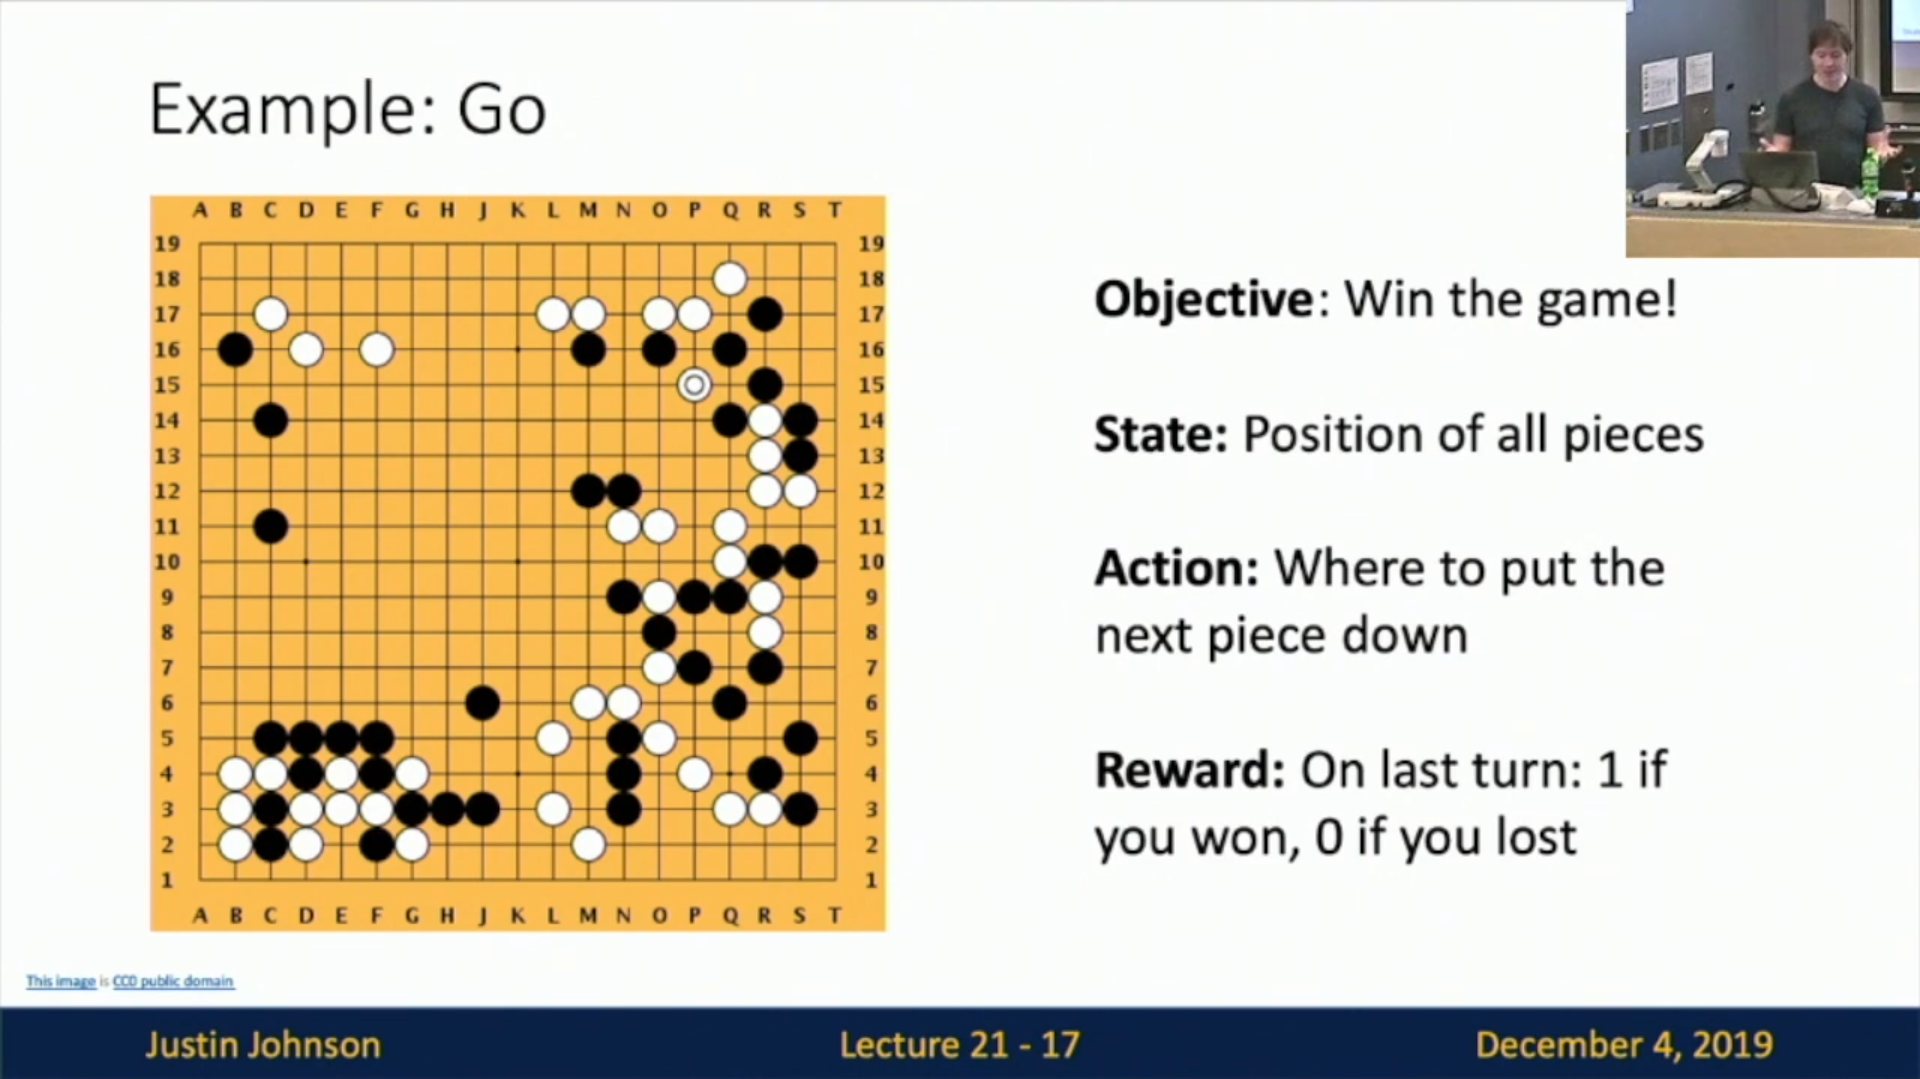 Example: Go
A B C D E F G H J K L M N O P Q R S T
19 19
18 18
17 17
16 16
15 15
14 14
13 13
12 12
11 11
10 10
9 9
8 8
7 7
6 6
5 5
4 4
3 3
2 2
1 1
A B C D E F G H J K L M N O P Q R S T
Objective: Win the game!
State: Position of all pieces
Action: Where to put the
next piece down
Reward: On last turn: 1 if
you won, 0 if you lost
This image is CC0 public domain
Justin Johnson
Lecture 21 - 17
December 4, 2019